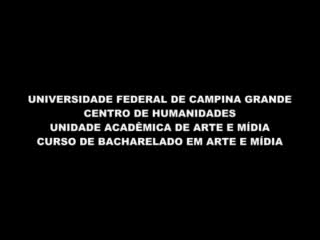 UNIVERSIDADE FEDERAL DE CAMPINA GRANDE
CENTRO DE HUMANIDADES
UNIDADE ACADÊMICA DE ARTE E MÍDIA
CURSO DE BACHARELADO EM ARTE E MÍDIA